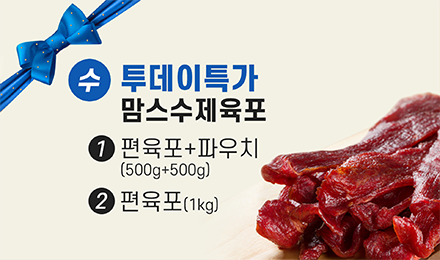 수 투데이특가
맘스수제육포
1 편육포+파우치
(500g+500g)
2 편육포(1kg)